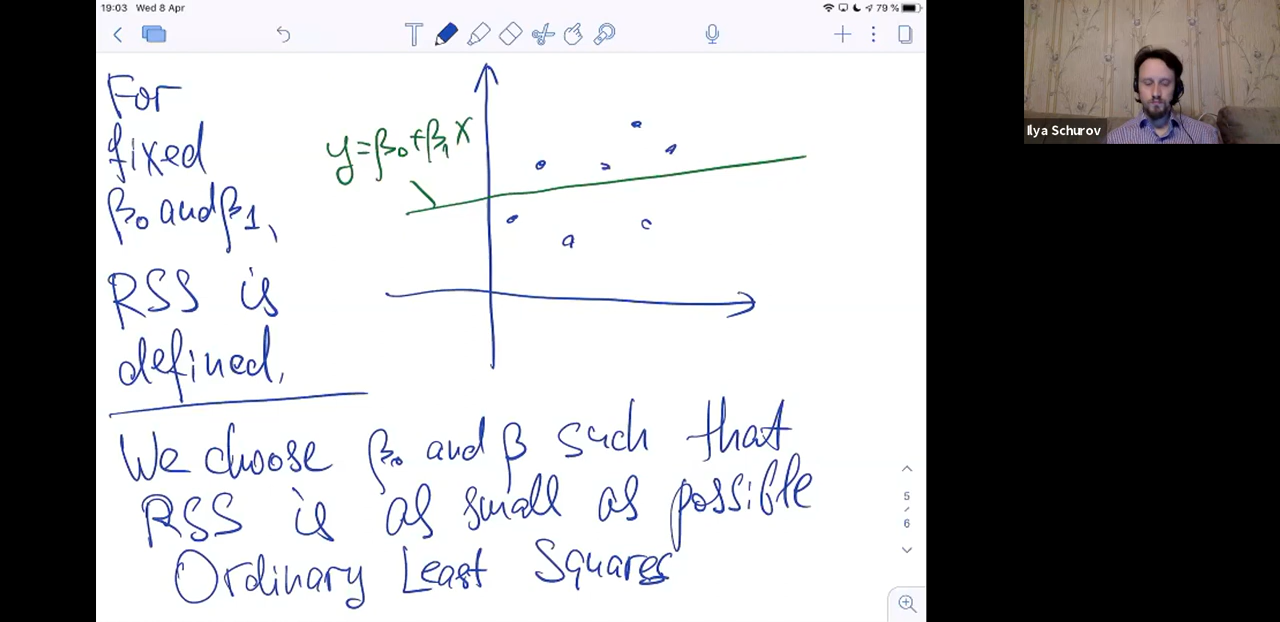 19:03 Wed 8 Apr
79 %
For
fixed
β₀ and β1,
RSS is
defined.
y=β₀+β₁x
We choose β₀ and β such that
RSS is as small as possible
Ordinary Least Squares
5
6
Ilya Schurov